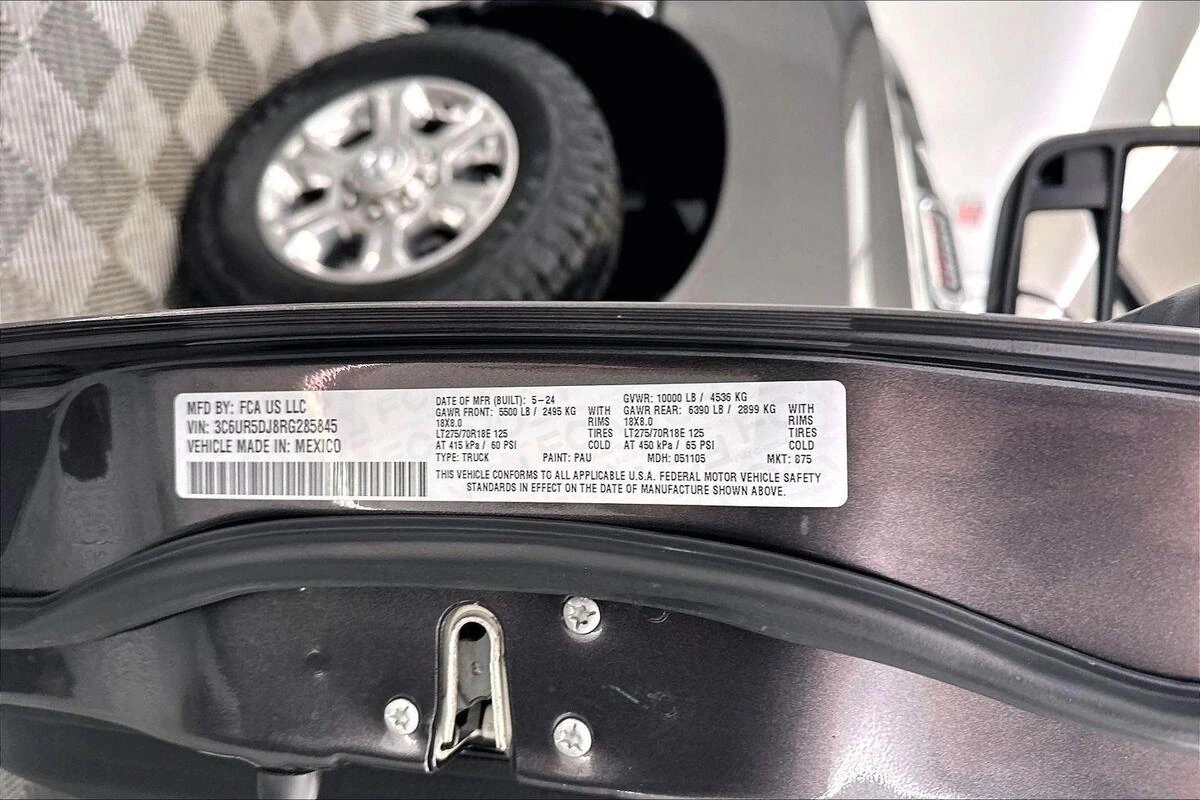 MFD BY: FCA US LLC
VIN: 3C6UR5DJ8RG285845
VEHICLE MADE IN: MEXICO
DATE OF MFR (BUILT): 5-24
GAWR FRONT: 5500 LB / 2495 KG WITH
18X8.0 RIMS
LT275/70R18E 125 TIRES
AT 415 kPa / 60 PSI COLD
GVWR: 10000 LB / 4536 KG
GAWR REAR: 6390 LB / 2899 KG WITH
18X8.0 RIMS
LT275/70R18E 125 TIRES
AT 450 kPa / 65 PSI COLD
TYPE: TRUCK PAINT: PAU MDH: 051105 MKT: 875
THIS VEHICLE CONFORMS TO ALL APPLICABLE U.S.A. FEDERAL MOTOR VEHICLE SAFETY
STANDARDS IN EFFECT ON THE DATE OF MANUFACTURE SHOWN ABOVE.